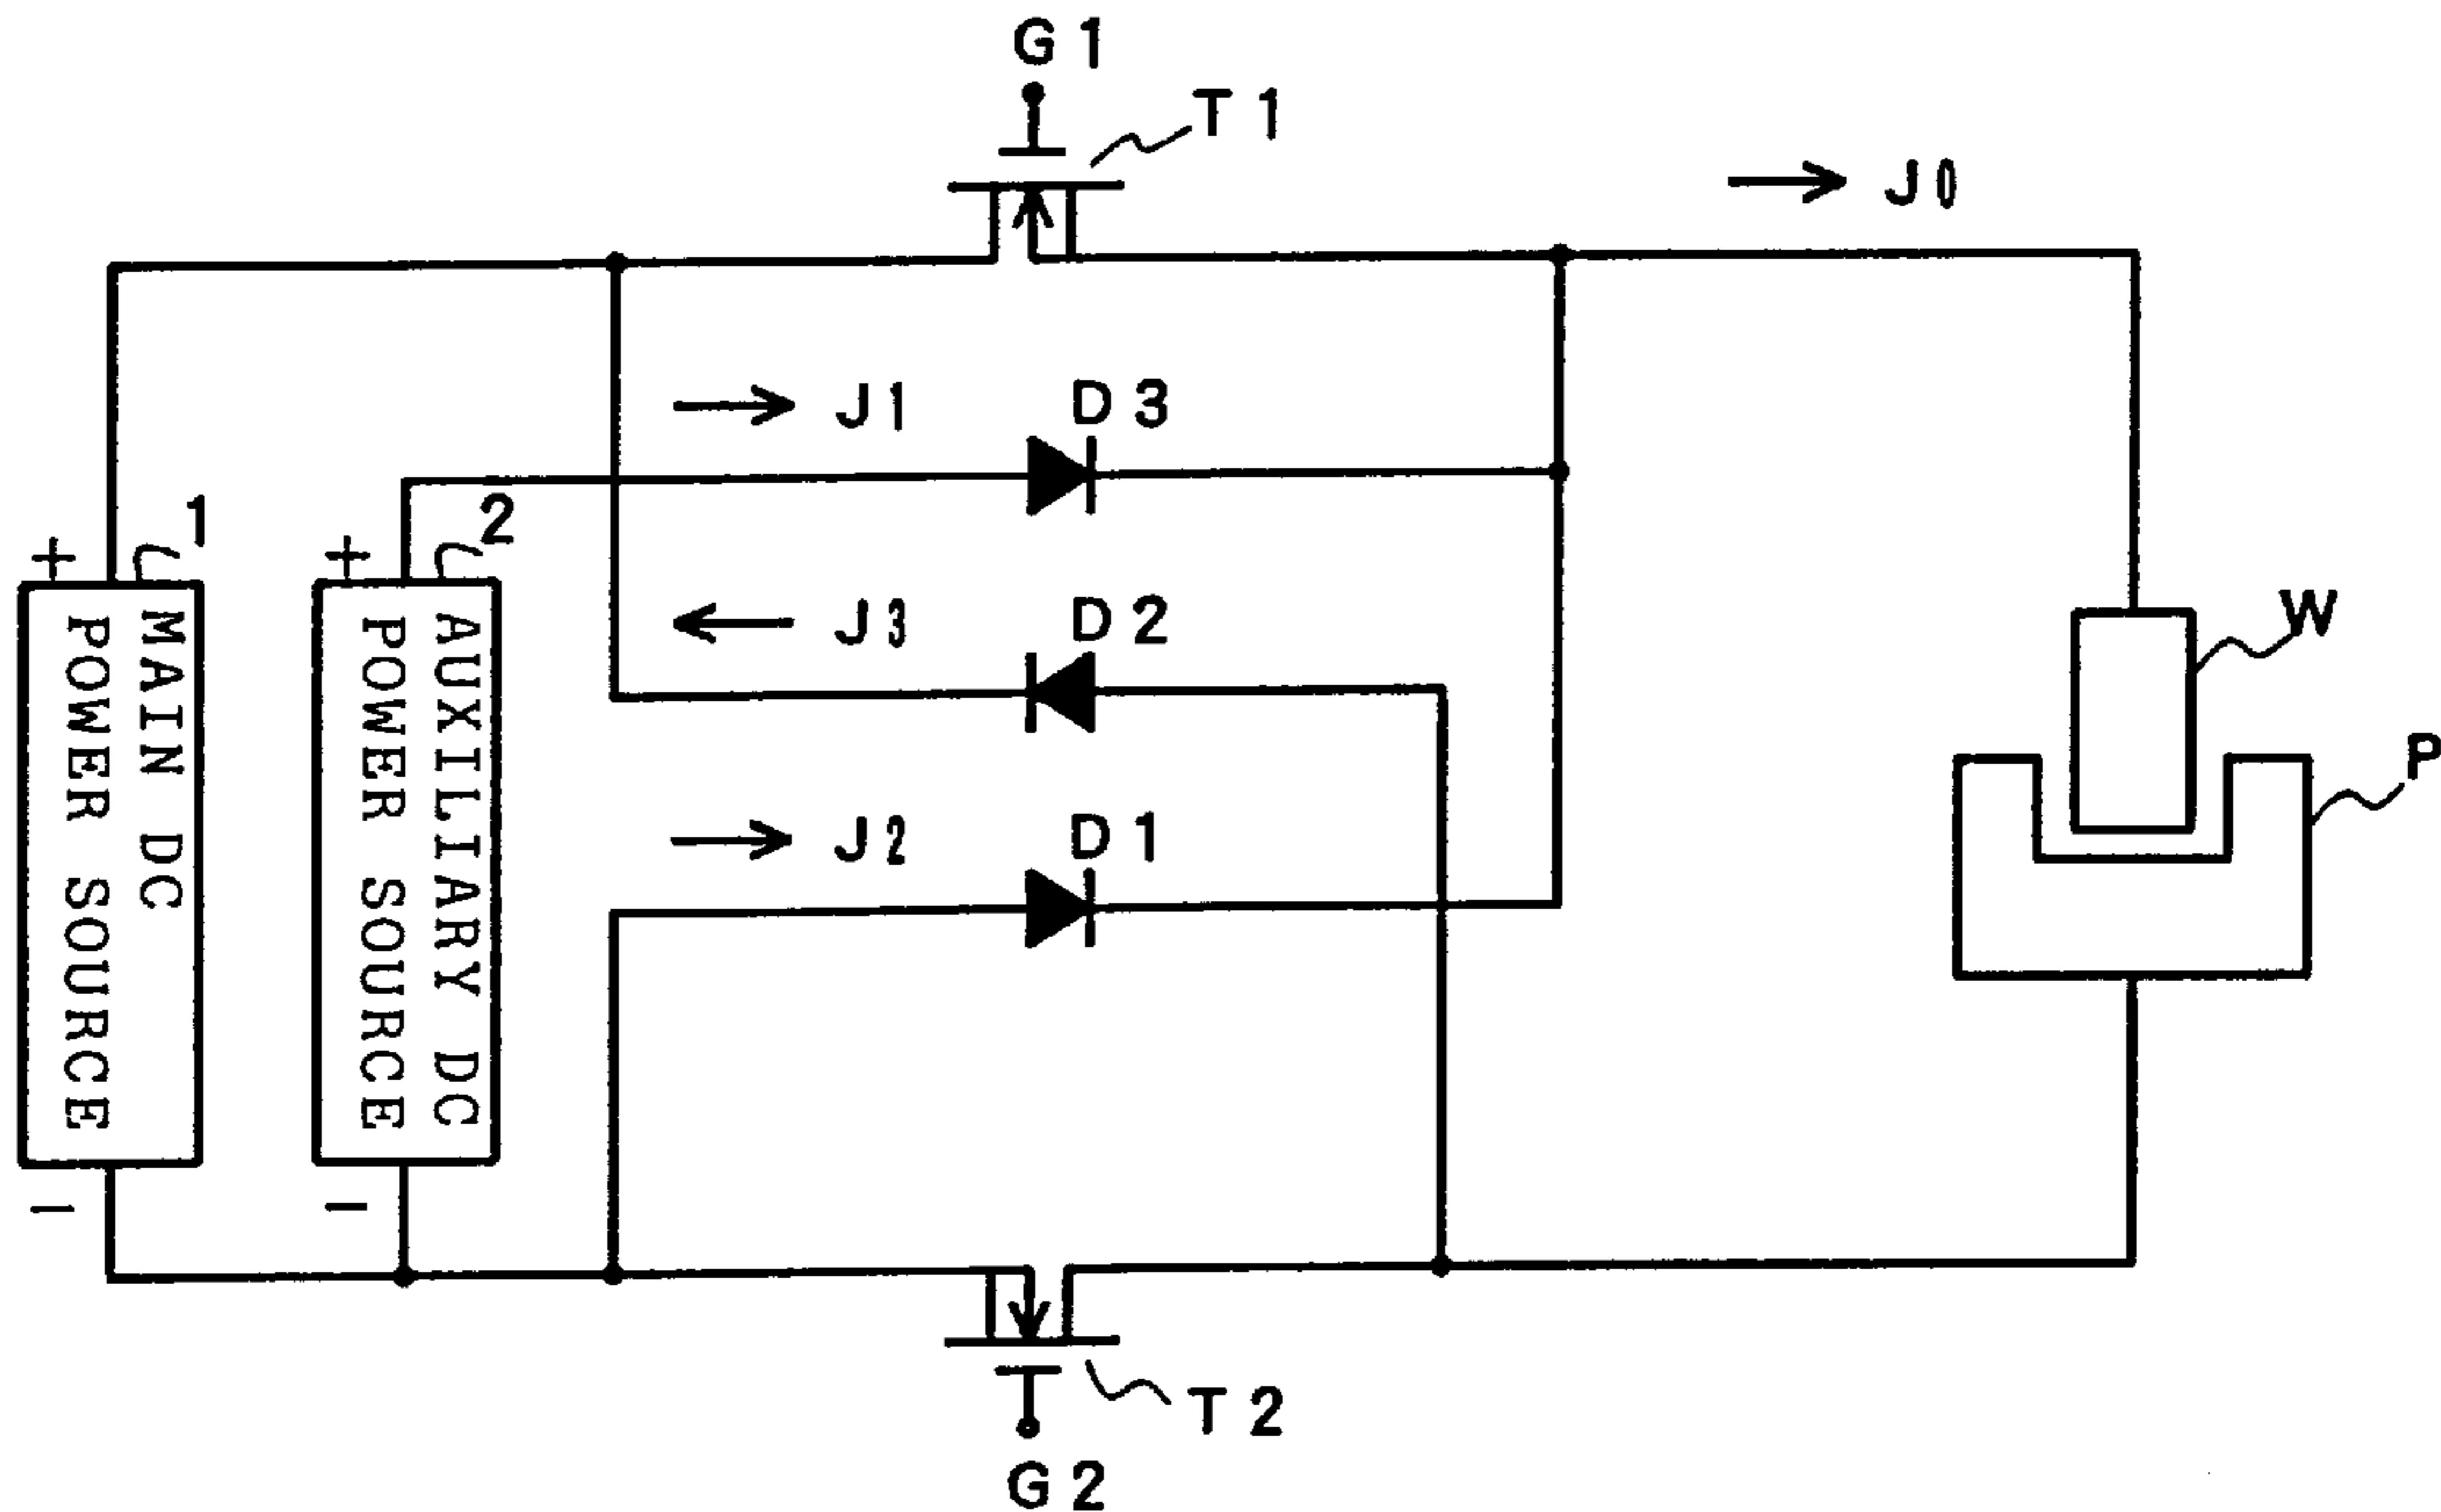 G1
T1
J0
J1
D3
1
2
+
+
J3
D2
W
MAIN DC
POWER SOURCE
AUXILIARY DC
POWER SOURCE
P
J2
D1
−
−
T2
G2